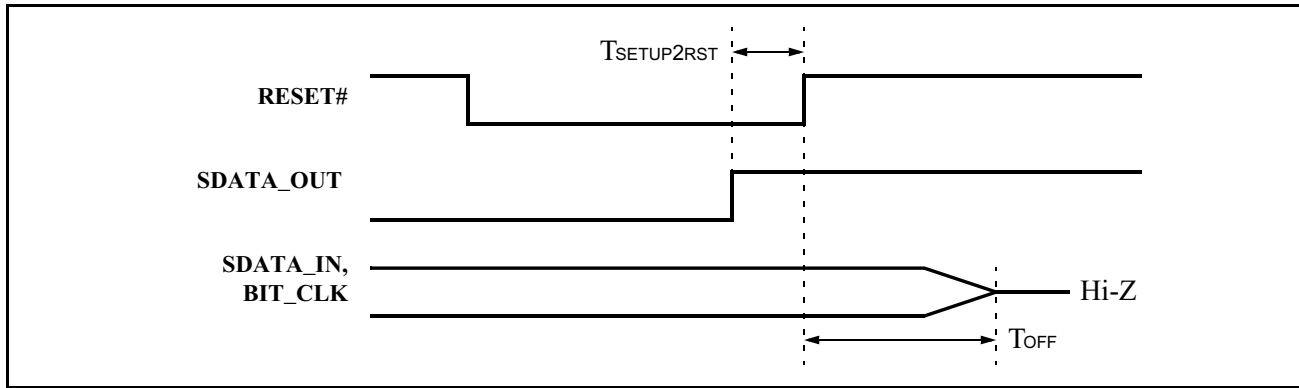 TSETUP2RST
RESET#
SDATA_OUT
SDATA_IN,
BIT_CLK
Hi-Z
TOFF